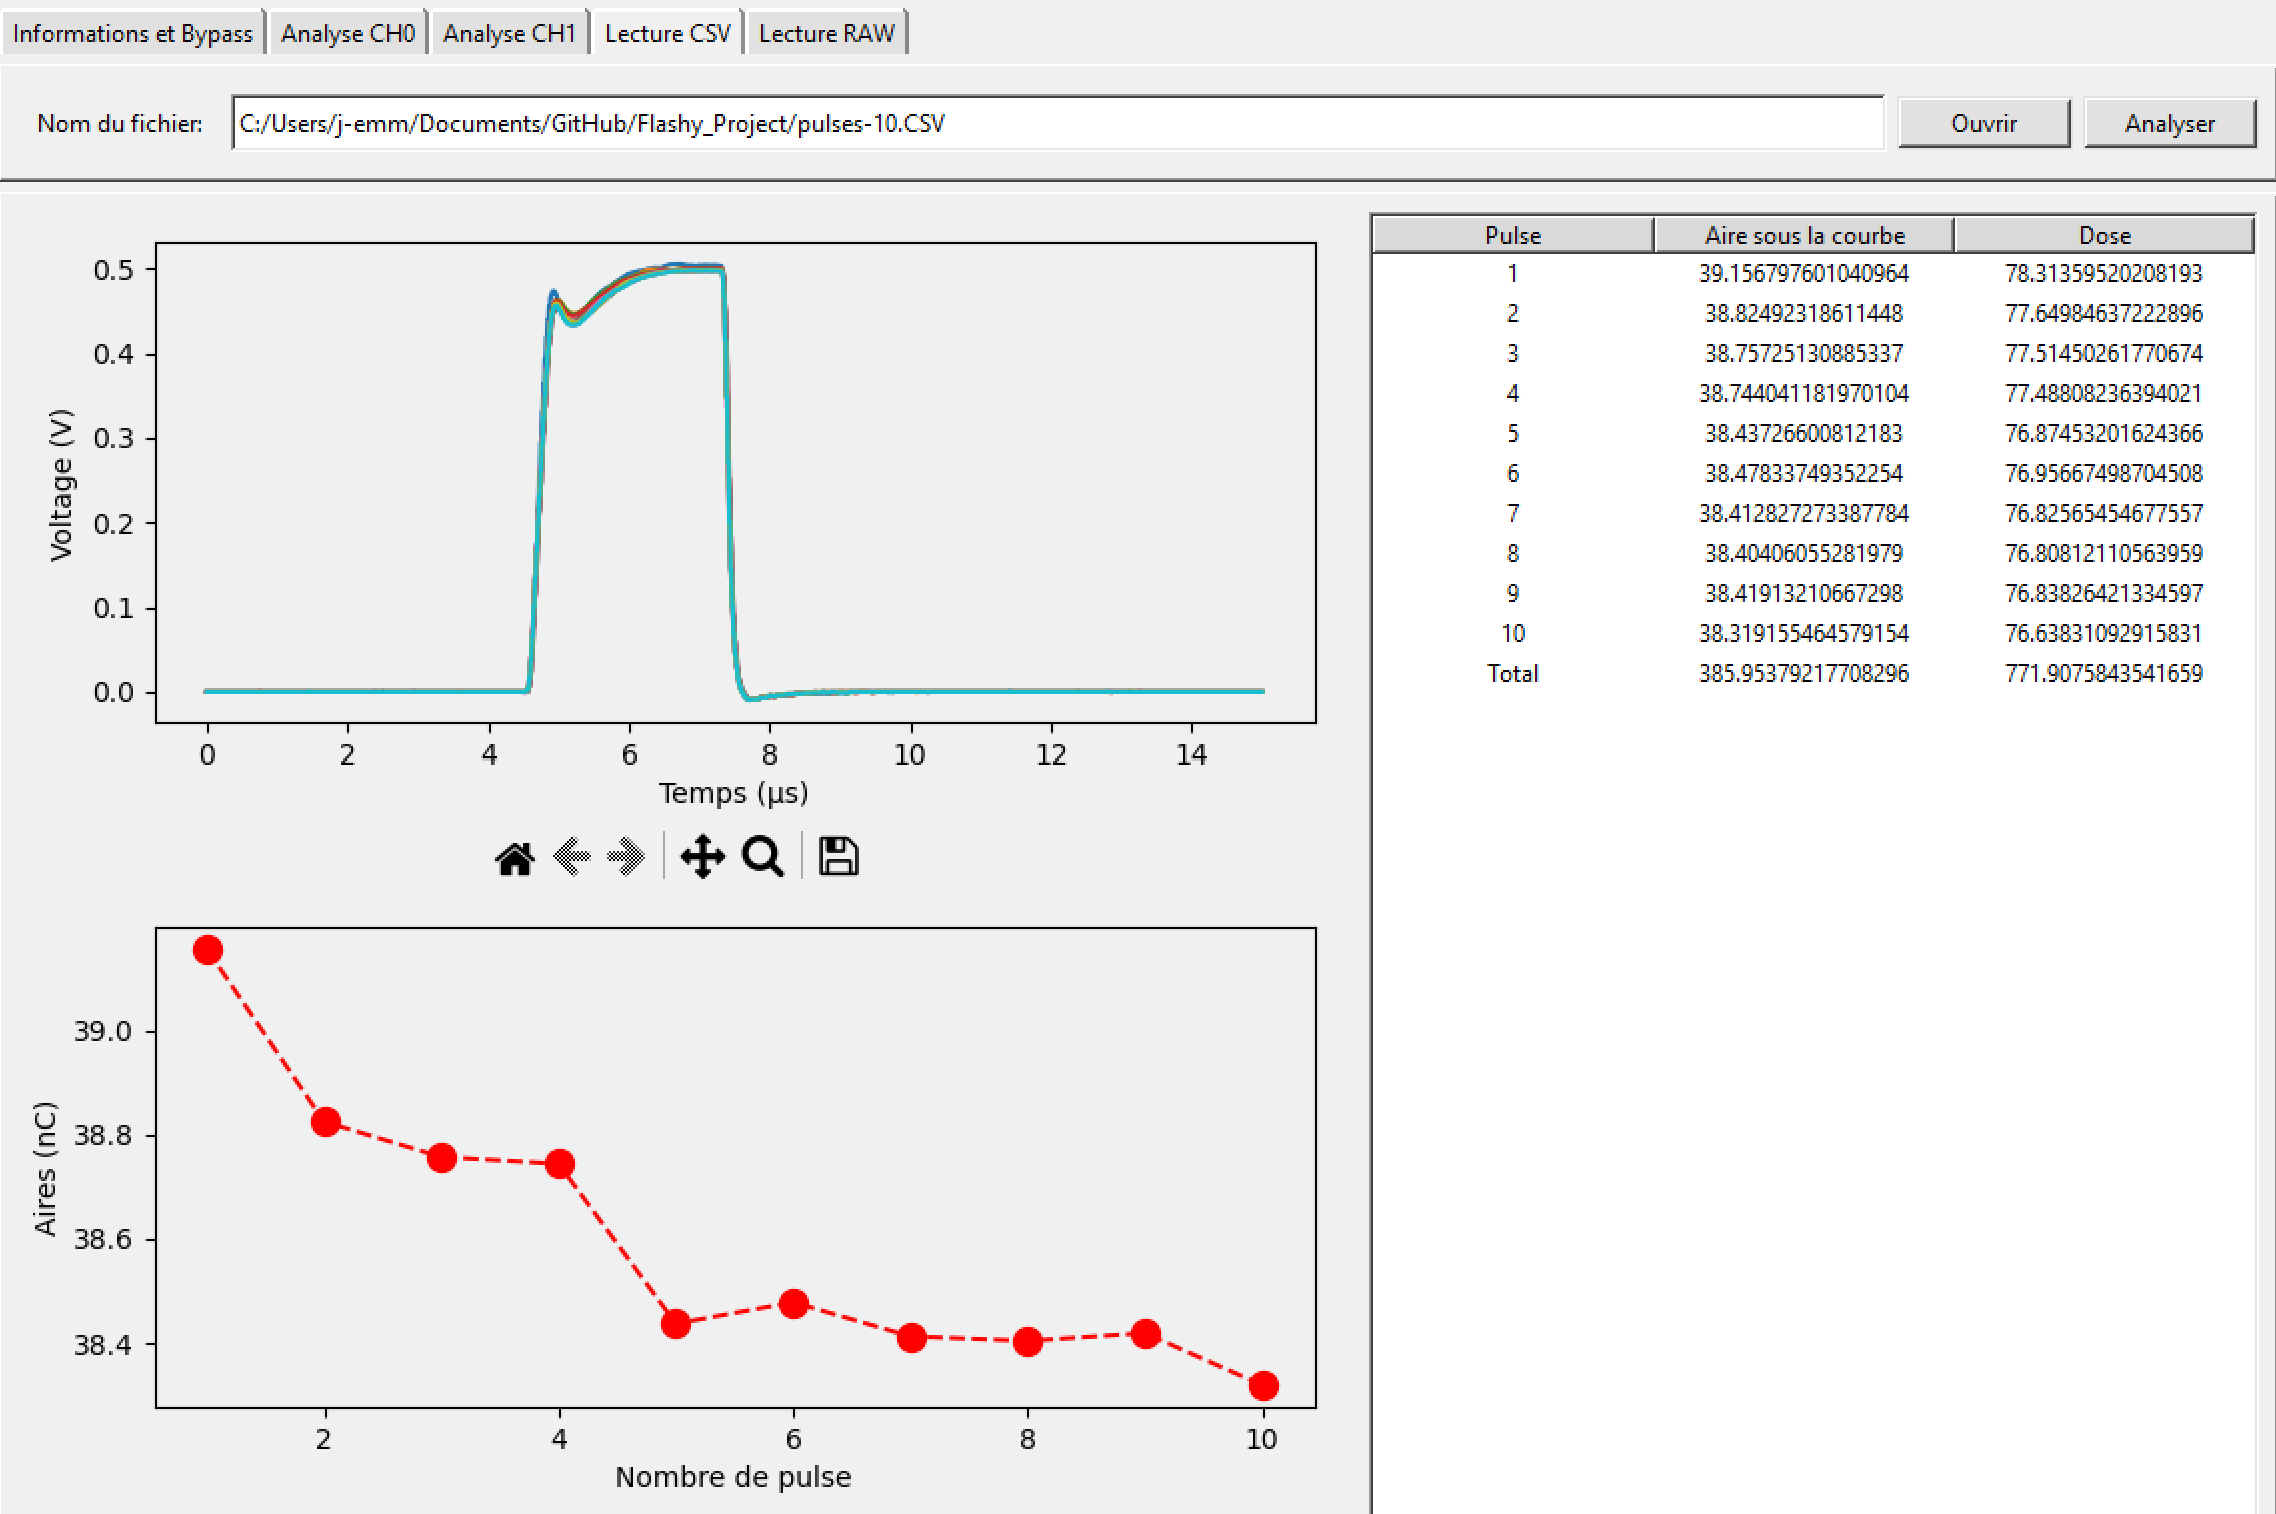 Informations et Bypass Analyse CH0 Analyse CH1 Lecture CSV Lecture RAW
Nom du fichier: C:/Users/j-emm/Documents/GitHub/Flashy_Project/pulses-10.CSV Ouvrir Analyser
0.5
0.4
0.3
0.2
0.1
0.0
Voltage (V)
0 2 4 6 8 10 12 14
Temps (µs)
39.0
38.8
38.6
38.4
Aires (nC)
2 4 6 8 10
Nombre de pulse
Pulse Aire sous la courbe Dose
1 39.156797601040964 78.31359520208193
2 38.82492318611448 77.64984637222896
3 38.75725130885337 77.51450261770674
4 38.744041181970104 77.48808236394021
5 38.43726600812183 76.87453201624366
6 38.47833749352254 76.95667498704508
7 38.412827273387784 76.82565454677557
8 38.40406055281979 76.80812110563959
9 38.41913210667298 76.83826421334597
10 38.319155464579154 76.63831092915831
Total 385.95379217708296 771.9075843541659